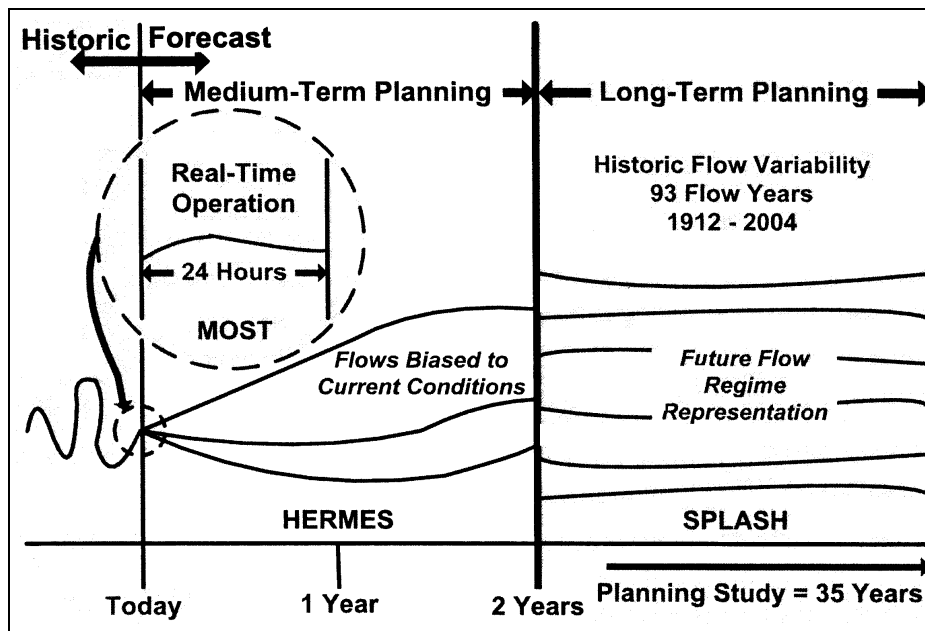 Historic Forecast
Medium-Term Planning
Long-Term Planning
Real-Time
Operation
24 Hours
MOST
Historic Flow Variability
93 Flow Years
1912 - 2004
Flows Biased to
Current Conditions
Future Flow
Regime
Representation
HERMES
SPLASH
Today
1 Year
2 Years
Planning Study = 35 Years